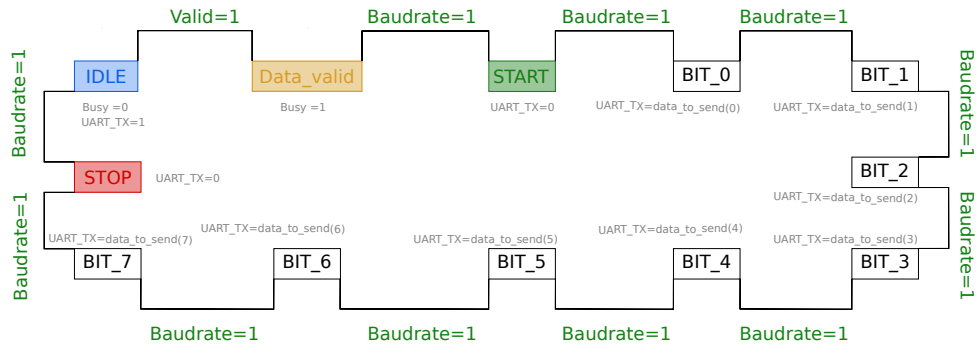 Valid=1
Baudrate=1
Baudrate=1
Baudrate=1
Baudrate=1
IDLE
Data_valid
START
BIT_0
BIT_1
Baudrate=1
Busy =0
UART_TX=1
Busy =1
UART_TX=0
UART_TX=data_to_send(0)
UART_TX=data_to_send(1)
STOP
UART_TX=0
BIT_2
UART_TX=data_to_send(2)
Baudrate=1
Baudrate=1
UART_TX=data_to_send(7)
UART_TX=data_to_send(6)
UART_TX=data_to_send(5)
UART_TX=data_to_send(4)
UART_TX=data_to_send(3)
BIT_7
BIT_6
BIT_5
BIT_4
BIT_3
Baudrate=1
Baudrate=1
Baudrate=1
Baudrate=1